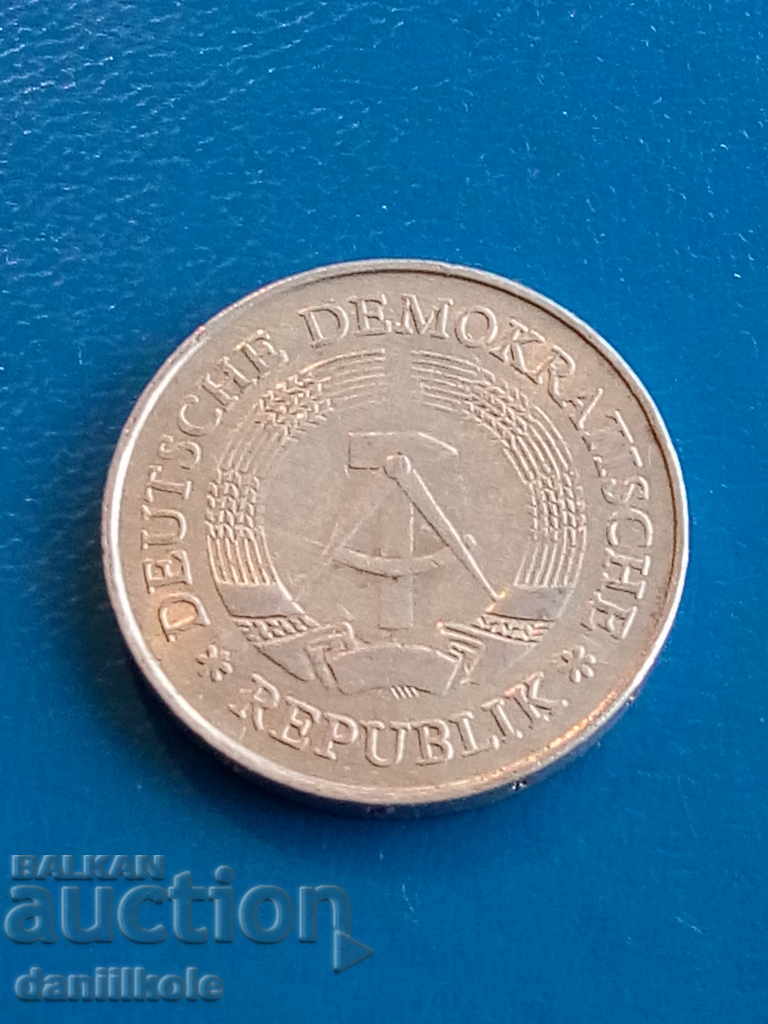 DEUTSCHE DEMOKRATISCHE
* REPUBLIK *
BALKAN
auction
daniilkole